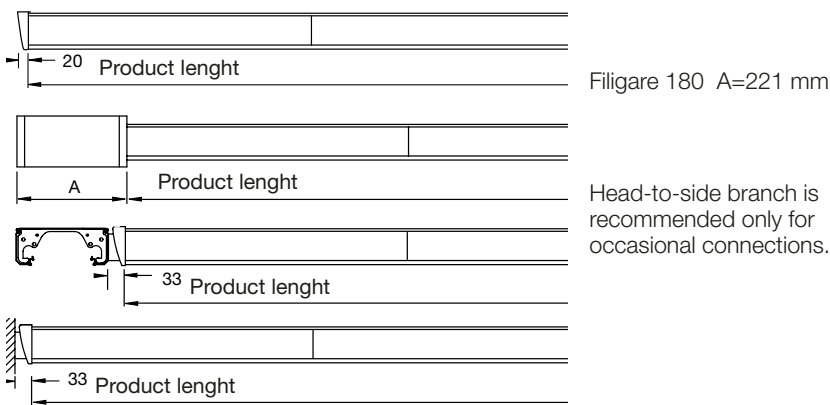 20 Product lenght
Filigare 180 A=221 mm
A Product lenght
Head-to-side branch is
recommended only for
occasional connections.
33 Product lenght
33 Product lenght